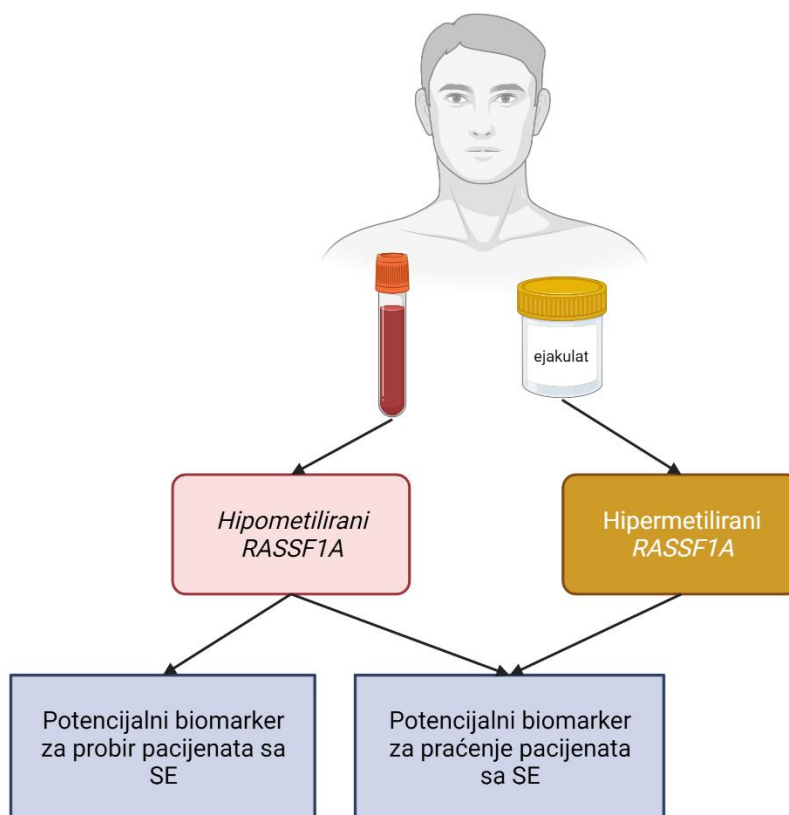 ejakulat
Hipometilirani
RASSF1A
Hipermetilirani
RASSF1A
Potencijalni biomarker
za probir pacijenata sa
SE
Potencijalni biomarker
za praćenje pacijenata
sa SE